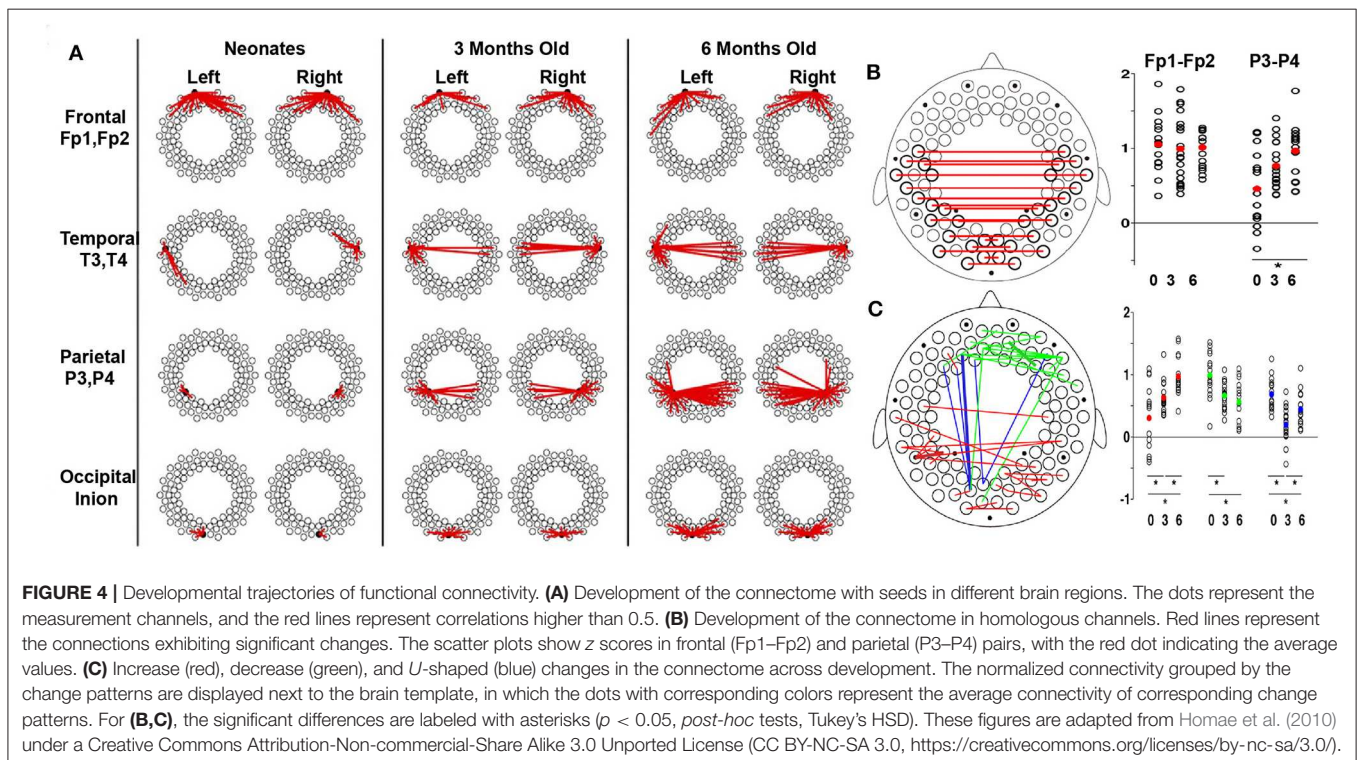 A
Neonates
3 Months Old
6 Months Old
Left Right
Left Right
Left Right
Frontal
Fp1,Fp2
Temporal
T3,T4
Parietal
P3,P4
Occipital
Inion
B
Fp1-Fp2 P3-P4
2
1
0
*
0 3 6 0 3 6
C
2
1
0
-1
* * * * *
* * *
0 3 6 0 3 6 0 3 6
FIGURE 4 | Developmental trajectories of functional connectivity. (A) Development of the connectome with seeds in different brain regions. The dots represent the
measurement channels, and the red lines represent correlations higher than 0.5. (B) Development of the connectome in homologous channels. Red lines represent
the connections exhibiting significant changes. The scatter plots show z scores in frontal (Fp1–Fp2) and parietal (P3–P4) pairs, with the red dot indicating the average
values. (C) Increase (red), decrease (green), and U-shaped (blue) changes in the connectome across development. The normalized connectivity grouped by the
change patterns are displayed next to the brain template, in which the dots with corresponding colors represent the average connectivity of corresponding change
patterns. For (B,C), the significant differences are labeled with asterisks (p < 0.05, post-hoc tests, Tukey's HSD). These figures are adapted from Homae et al. (2010)
under a Creative Commons Attribution-Non-commercial-Share Alike 3.0 Unported License (CC BY-NC-SA 3.0, https://creativecommons.org/licenses/by-nc-sa/3.0/).